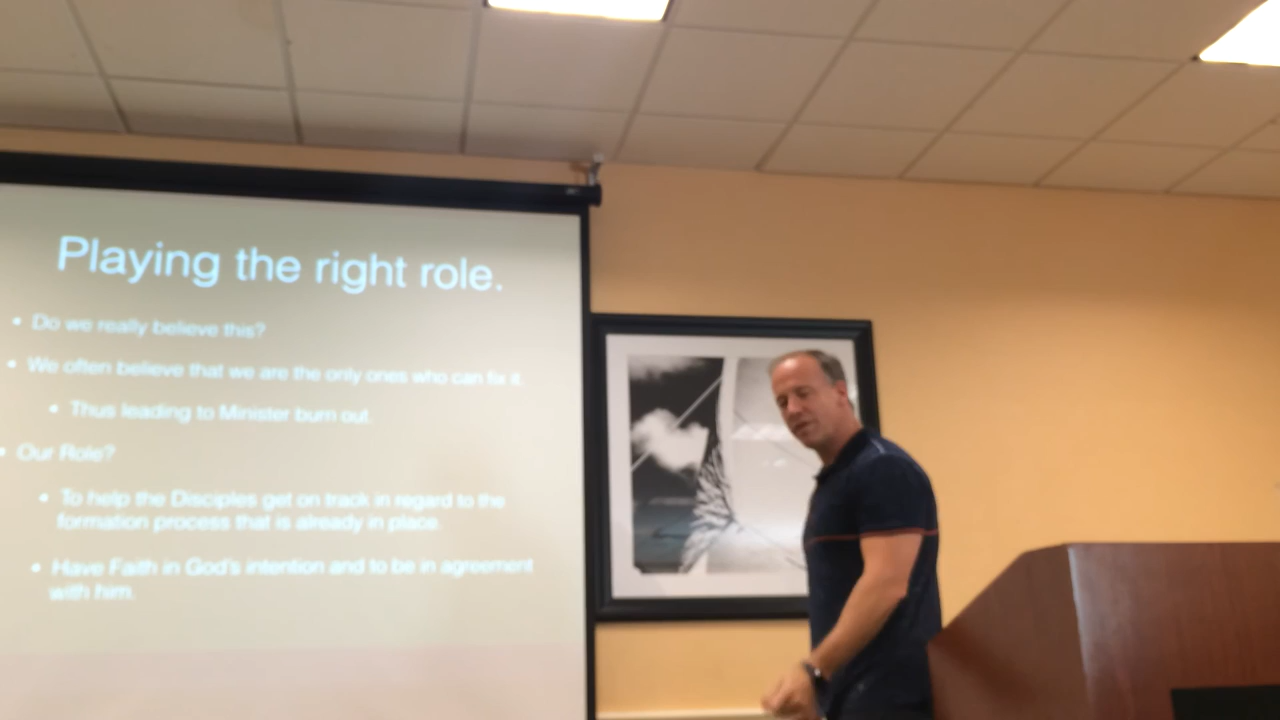 Playing the right role.
• Do we really believe this?
• We often believe that we are the only ones who can fix it.
• Thus leading to Minister burn out.
• Our Role?
• To help the Disciples get on track in regard to the
formation process that is already in place.
• Have Faith in God's intention and to be in agreement
with him.